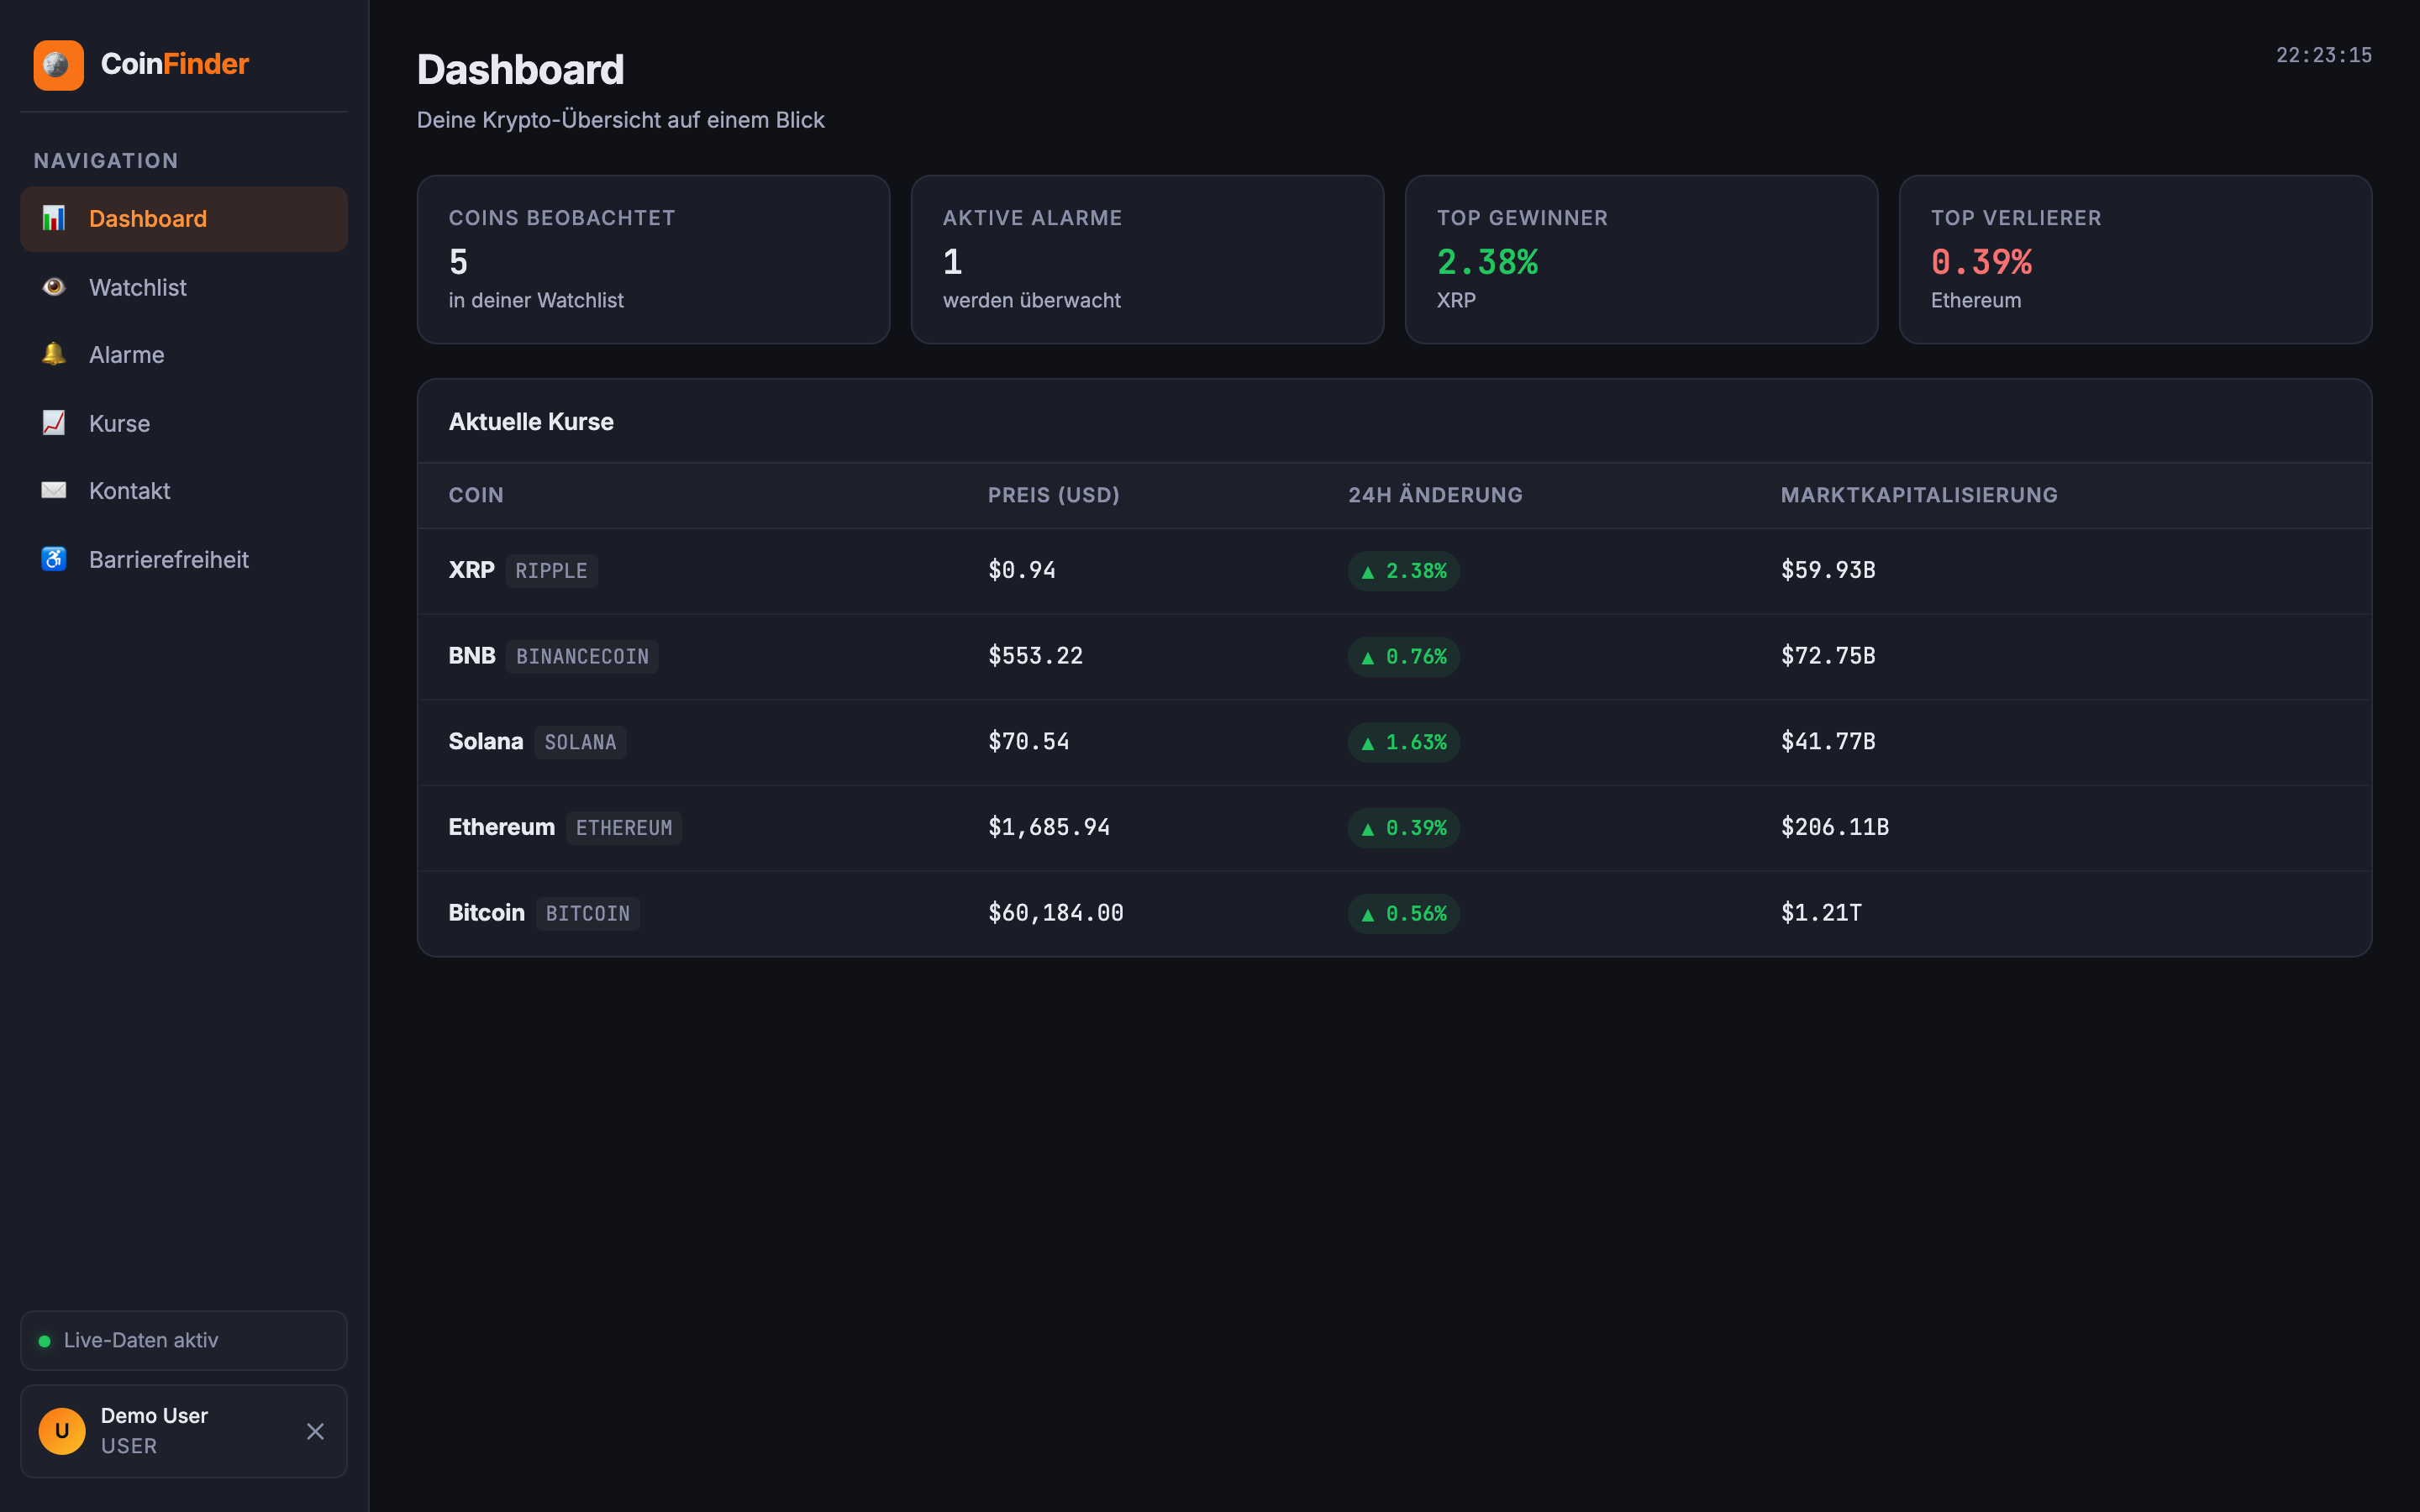 CoinFinder
NAVIGATION
Dashboard
Watchlist
Alarme
Kurse
Kontakt
Barrierefreiheit
Live-Daten aktiv
U
Demo User
USER
Dashboard
22:23:15
Deine Krypto-Übersicht auf einem Blick
COINS BEOBACHTET
5
in deiner Watchlist
AKTIVE ALARME
1
werden überwacht
TOP GEWINNER
2.38%
XRP
TOP VERLIERER
0.39%
Ethereum
Aktuelle Kurse
COIN PREIS (USD) 24H ÄNDERUNG MARKTKAPITALISIERUNG
XRP RIPPLE $0.94 ▲ 2.38% $59.93B
BNB BINANCECOIN $553.22 ▲ 0.76% $72.75B
Solana SOLANA $70.54 ▲ 1.63% $41.77B
Ethereum ETHEREUM $1,685.94 ▲ 0.39% $206.11B
Bitcoin BITCOIN $60,184.00 ▲ 0.56% $1.21T